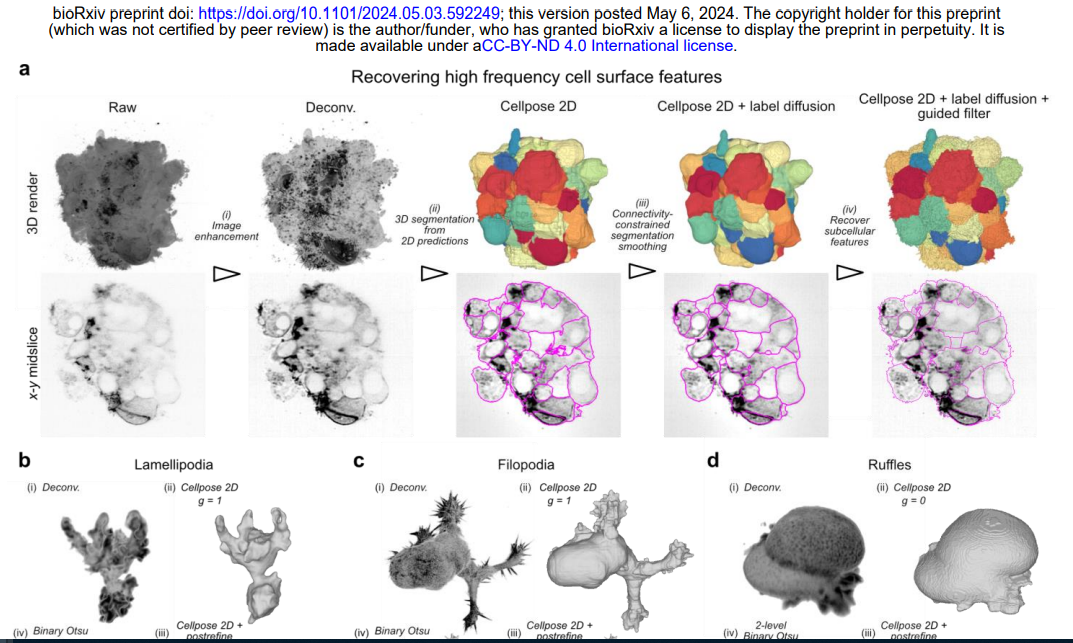 bioRxiv preprint doi: https://doi.org/10.1101/2024.05.03.592249; this version posted May 6, 2024. The copyright holder for this preprint
(which was not certified by peer review) is the author/funder, who has granted bioRxiv a license to display the preprint in perpetuity. It is
made available under aCC-BY-ND 4.0 International license.
a
Recovering high frequency cell surface features
Raw
Deconv.
Cellpose 2D
Cellpose 2D + label diffusion
Cellpose 2D + label diffusion +
guided filter
3D render
(i)
Image
enhancement
(ii)
3D segmentation
from
2D predictions
(iii)
Connectivity-
constrained
segmentation
smoothing
(iv)
Recover
subcellular
features
x-y midslice
b
Lamellipodia
(i) Deconv.
(ii) Cellpose 2D
g = 1
(iv) Binary Otsu
(iii) Cellpose 2D +
postrefine
c
Filopodia
(i) Deconv.
(ii) Cellpose 2D
g = 1
(iv) Binary Otsu
(iii) Cellpose 2D +
postrefine
d
Ruffles
(i) Deconv.
(ii) Cellpose 2D
g = 0
(iv) 2-level
Binary Otsu
(iii) Cellpose 2D +
postrefine